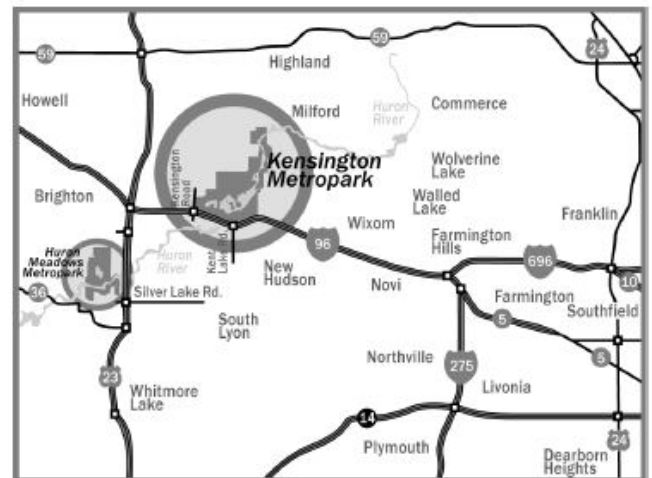 59
59
24
Highland
Howell
Milford
Huron
River
Commerce
Kensington
Metropark
Kensington
Road
Wolverine
Lake
Brighton
Walled
Lake
Franklin
Wixom
Huron
Meadows
Metropark
Huron
River
Kent
Lake Rd.
96
Farmington
Hills
696
New
Hudson
Novi
10
36
Silver Lake Rd.
Farmington
Southfield
South
Lyon
5
5
Northville
275
23
Whitmore
Lake
Livonia
14
Plymouth
24
Dearborn
Heights